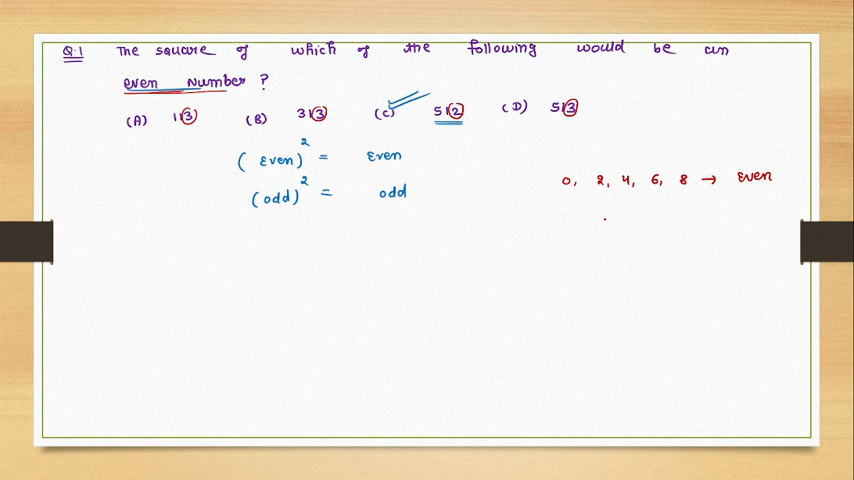 Q.1 The square of which of the following would be an
even number?
(A) 113 (B) 313 (C) 512 (D) 513
(even)² = even
(odd)² = odd
0, 2, 4, 6, 8 → even